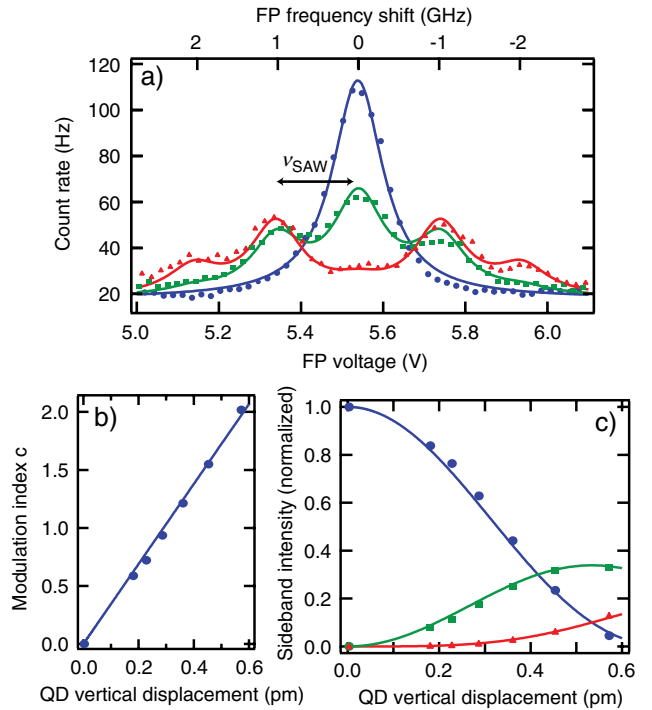 FP frequency shift (GHz)
2 1 0 -1 -2
a)
120
100
80
60
40
20
Count rate (Hz)
νSAW
5.0 5.2 5.4 5.6 5.8 6.0
FP voltage (V)
b)
2.0
1.5
1.0
0.5
0.0
Modulation index c
0.0 0.2 0.4 0.6
QD vertical displacement (pm)
c)
1.0
0.8
0.6
0.4
0.2
0.0
Sideband intensity (normalized)
0.0 0.2 0.4 0.6
QD vertical displacement (pm)